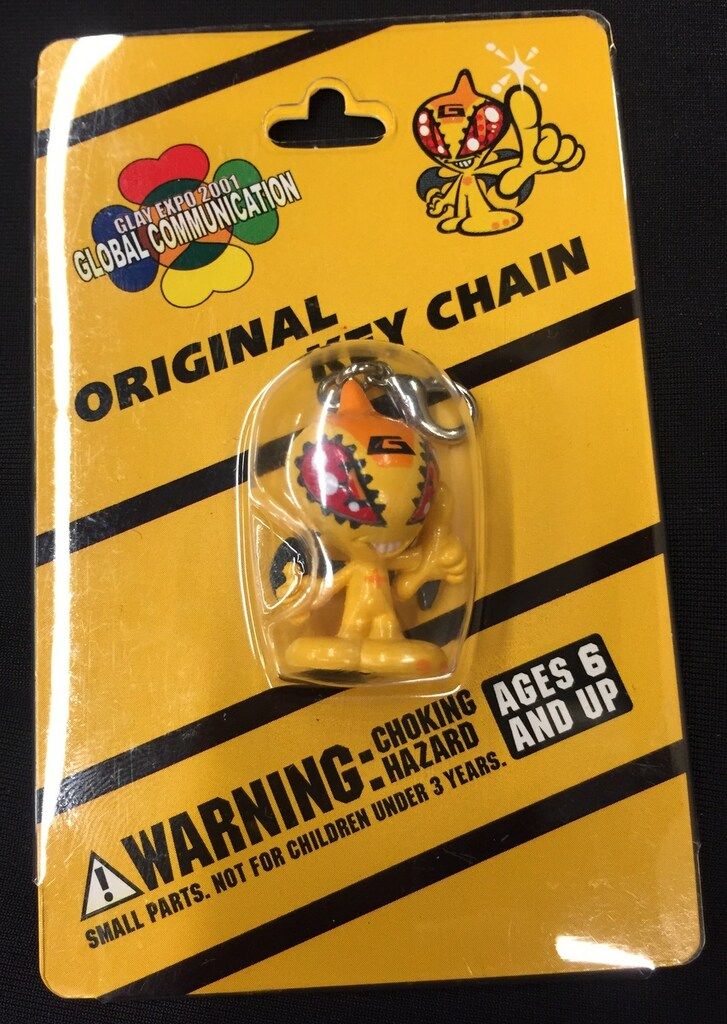 GLAY EXPO 2001
GLOBAL COMMUNICATION
G
ORIGINAL KEY CHAIN
G
WARNING: CHOKING HAZARD
SMALL PARTS. NOT FOR CHILDREN UNDER 3 YEARS.
AGES 6
AND UP